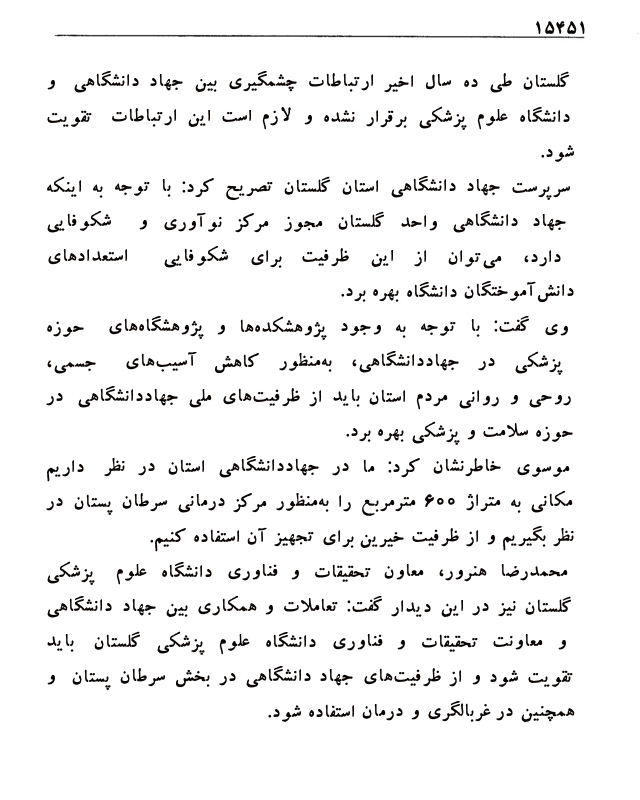 ۱۵۴۵۱
گلستان طی ده سال اخیر ارتباطات چشمگیری بین جهاد دانشگاهی و
دانشگاه علوم پزشکی برقرار نشده و لازم است این ارتباطات تقویت
شود.
سرپرست جهاد دانشگاهی استان گلستان تصریح کرد: با توجه به اینکه
جهاد دانشگاهی واحد گلستان مجوز مرکز نوآوری و شکوفایی
دارد، می‌توان از این ظرفیت برای شکوفایی استعدادهای
دانش‌آموختگان دانشگاه بهره برد.
وی گفت: با توجه به وجود پژوهشکده‌ها و پژوهشگاه‌های حوزه
پزشکی در جهاددانشگاهی، به‌منظور کاهش آسیب‌های جسمی،
روحی و روانی مردم استان باید از ظرفیت‌های ملی جهاددانشگاهی در
حوزه سلامت و پزشکی بهره برد.
موسوی خاطرنشان کرد: ما در جهاددانشگاهی استان در نظر داریم
مکانی به متراژ ۶۰۰ مترمربع را به‌منظور مرکز درمانی سرطان پستان در
نظر بگیریم و از ظرفیت خیرین برای تجهیز آن استفاده کنیم.
محمدرضا هنرور، معاون تحقیقات و فناوری دانشگاه علوم پزشکی
گلستان نیز در این دیدار گفت: تعاملات و همکاری بین جهاد دانشگاهی
و معاونت تحقیقات و فناوری دانشگاه علوم پزشکی گلستان باید
تقویت شود و از ظرفیت‌های جهاد دانشگاهی در بخش سرطان پستان و
همچنین در غربالگری و درمان استفاده شود.